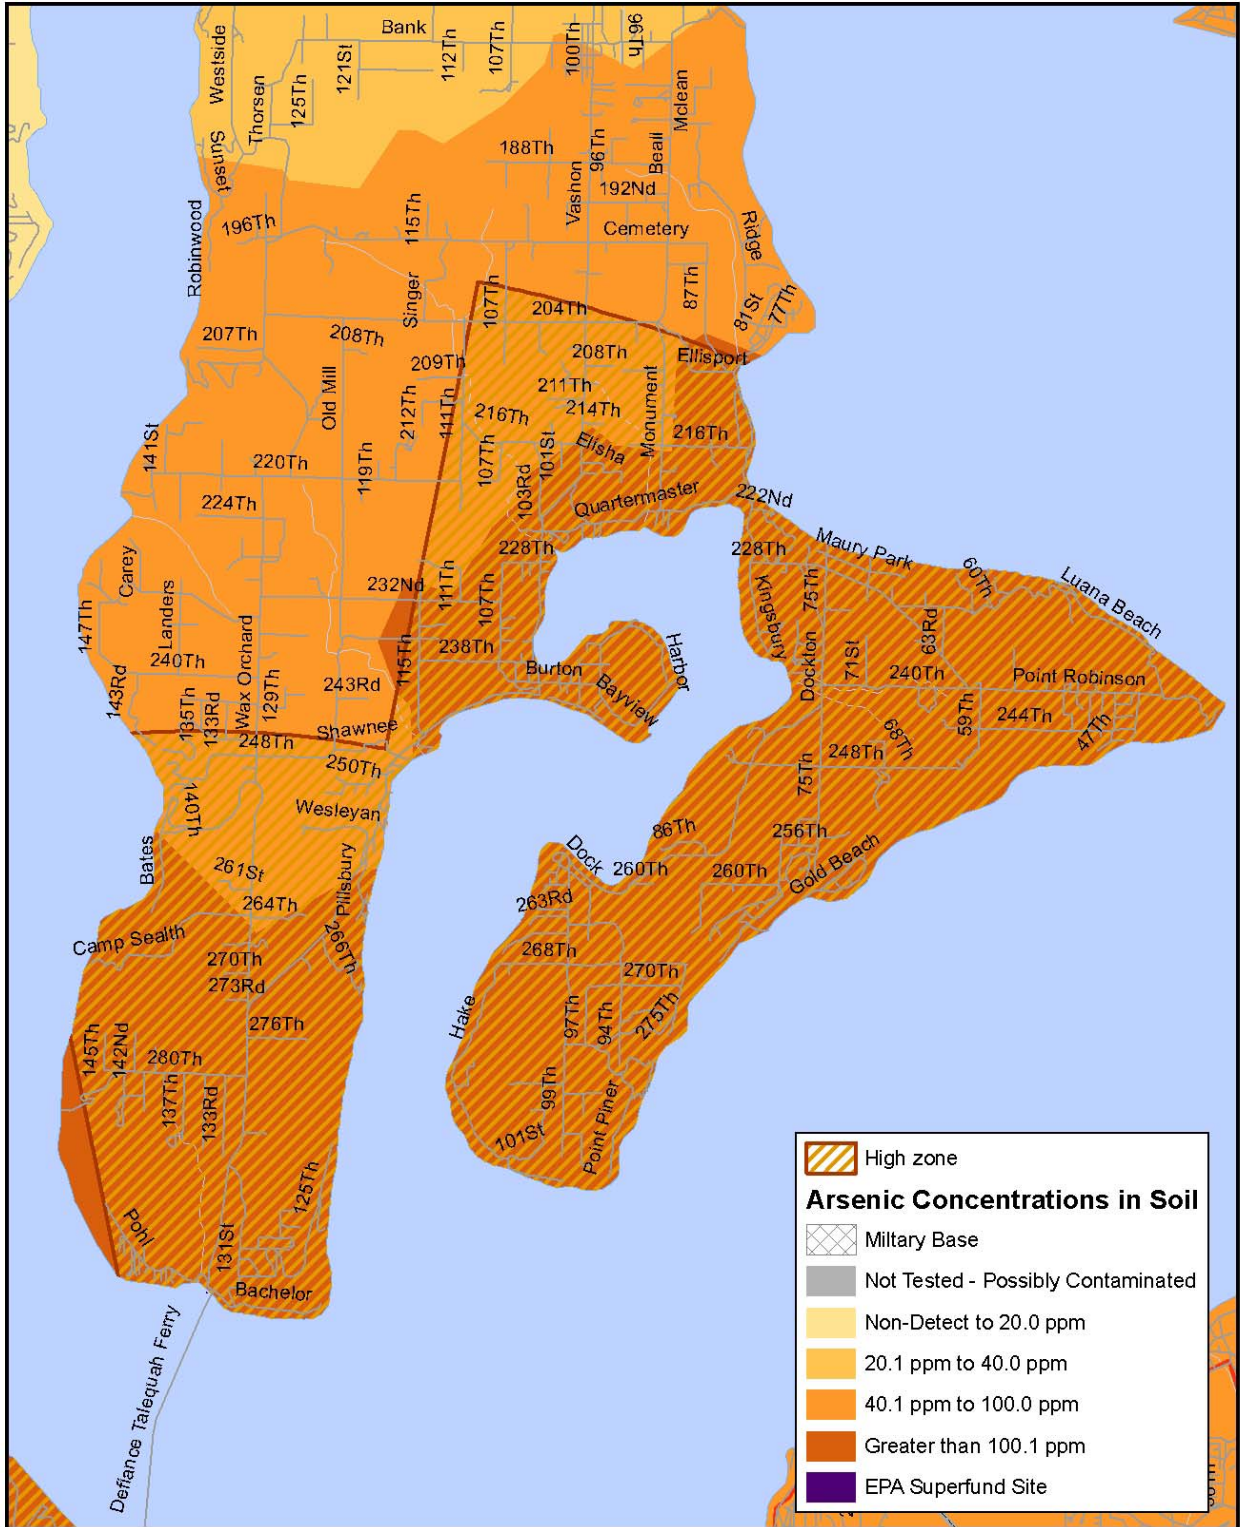 Bank
Westside
Thorsen
125Th
121St
112Th
107Th
100Th
96Th
Mclean
Sunset
188Th
96Th
Beall
192Nd
Vashon
Cemetery
Ridge
Robinwood
196Th
115Th
Singer
107Th
204Th
87Th
81St
77Th
207Th
208Th
209Th
208Th
Ellisport
Old Mill
212Th
111Th
211Th
214Th
Monument
216Th
216Th
141St
220Th
119Th
107Th
101St
Elisha
103Rd
Quartermaster
222Nd
224Th
228Th
228Th
Maury Park
60Th
Luana Beach
Carey
Landers
232Nd
111Th
107Th
Kingsbury
75Th
63Rd
147Th
240Th
Wax Orchard
115Th
238Th
Burton
Bayview
Harbor
Dockton
71St
240Th
Point Robinson
143Rd
135Th
133Rd
129Th
243Rd
Shawnee
59Th
244Th
47Th
68Th
248Th
250Th
248Th
75Th
140Th
Wesleyan
Bates
86Th
256Th
Dock
260Th
260Th
Gold Beach
261St
264Th
Pillsbury
263Rd
Camp Sealth
270Th
273Rd
266Th
268Th
270Th
276Th
Hake
97Th
94Th
275Th
145Th
142Nd
280Th
137Th
133Rd
99Th
101St
Point Piner
125Th
Pohl
131St
Bachelor
Defiance Talequah Ferry
High zone
Arsenic Concentrations in Soil
Miltary Base
Not Tested - Possibly Contaminated
Non-Detect to 20.0 ppm
20.1 ppm to 40.0 ppm
40.1 ppm to 100.0 ppm
Greater than 100.1 ppm
EPA Superfund Site